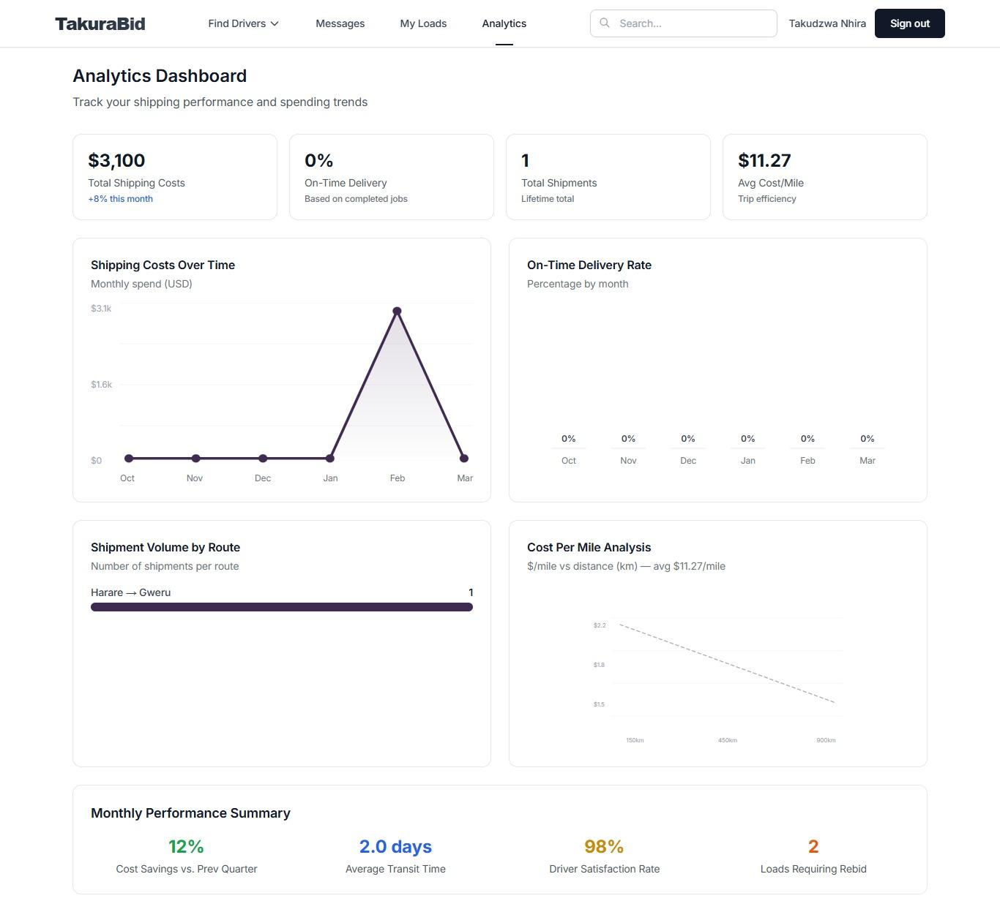 TakuraBid
Find Drivers
Messages
My Loads
Analytics
Search...
Takudzwa Nhira
Sign out
Analytics Dashboard
Track your shipping performance and spending trends
$3,100
Total Shipping Costs
+8% this month
0%
On-Time Delivery
Based on completed jobs
1
Total Shipments
Lifetime total
$11.27
Avg Cost/Mile
Trip efficiency
Shipping Costs Over Time
Monthly spend (USD)
$3.1k
$1.6k
$0
Oct Nov Dec Jan Feb Mar
On-Time Delivery Rate
Percentage by month
0% 0% 0% 0% 0% 0%
Oct Nov Dec Jan Feb Mar
Shipment Volume by Route
Number of shipments per route
Harare → Gweru 1
Cost Per Mile Analysis
$/mile vs distance (km) — avg $11.27/mile
$2.2
$1.8
$1.5
150km 450km 900km
Monthly Performance Summary
12%
Cost Savings vs. Prev Quarter
2.0 days
Average Transit Time
98%
Driver Satisfaction Rate
2
Loads Requiring Rebid